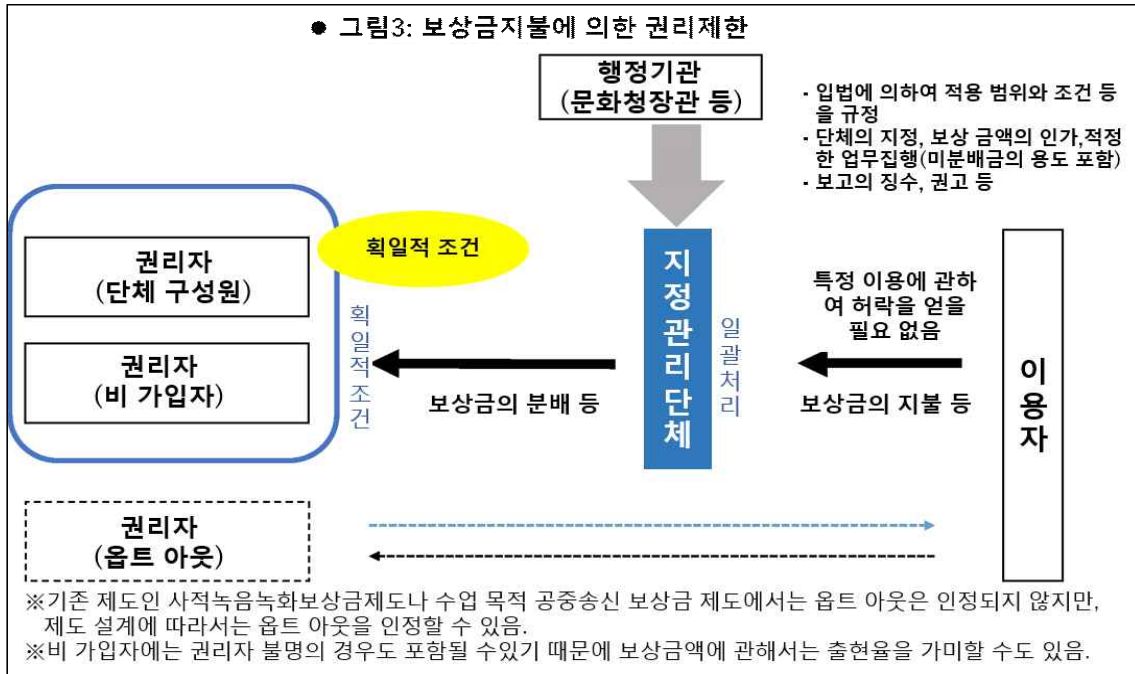 ● 그림3: 보상금지불에 의한 권리제한
행정기관
(문화청장관 등)
- 입법에 의하여 적용 범위와 조건 등
을 규정
- 단체의 지정, 보상 금액의 인가,적정
한 업무집행(미분배금의 용도 포함)
- 보고의 징수, 권고 등
획일적 조건
권리자
(단체 구성원)
권리자
(비 가입자)
획일적조건
보상금의 분배 등
지정관리단체
일괄처리
특정 이용에 관하
여 허락을 얻을
필요 없음
보상금의 지불 등
이용자
권리자
(옵트 아웃)
※기존 제도인 사적녹음녹화보상금제도나 수업 목적 공중송신 보상금 제도에서는 옵트 아웃은 인정되지 않지만,
제도 설계에 따라서는 옵트 아웃을 인정할 수 있음.
※비 가입자에는 권리자 불명의 경우도 포함될 수있기 때문에 보상금액에 관해서는 출현율을 가미할 수도 있음.